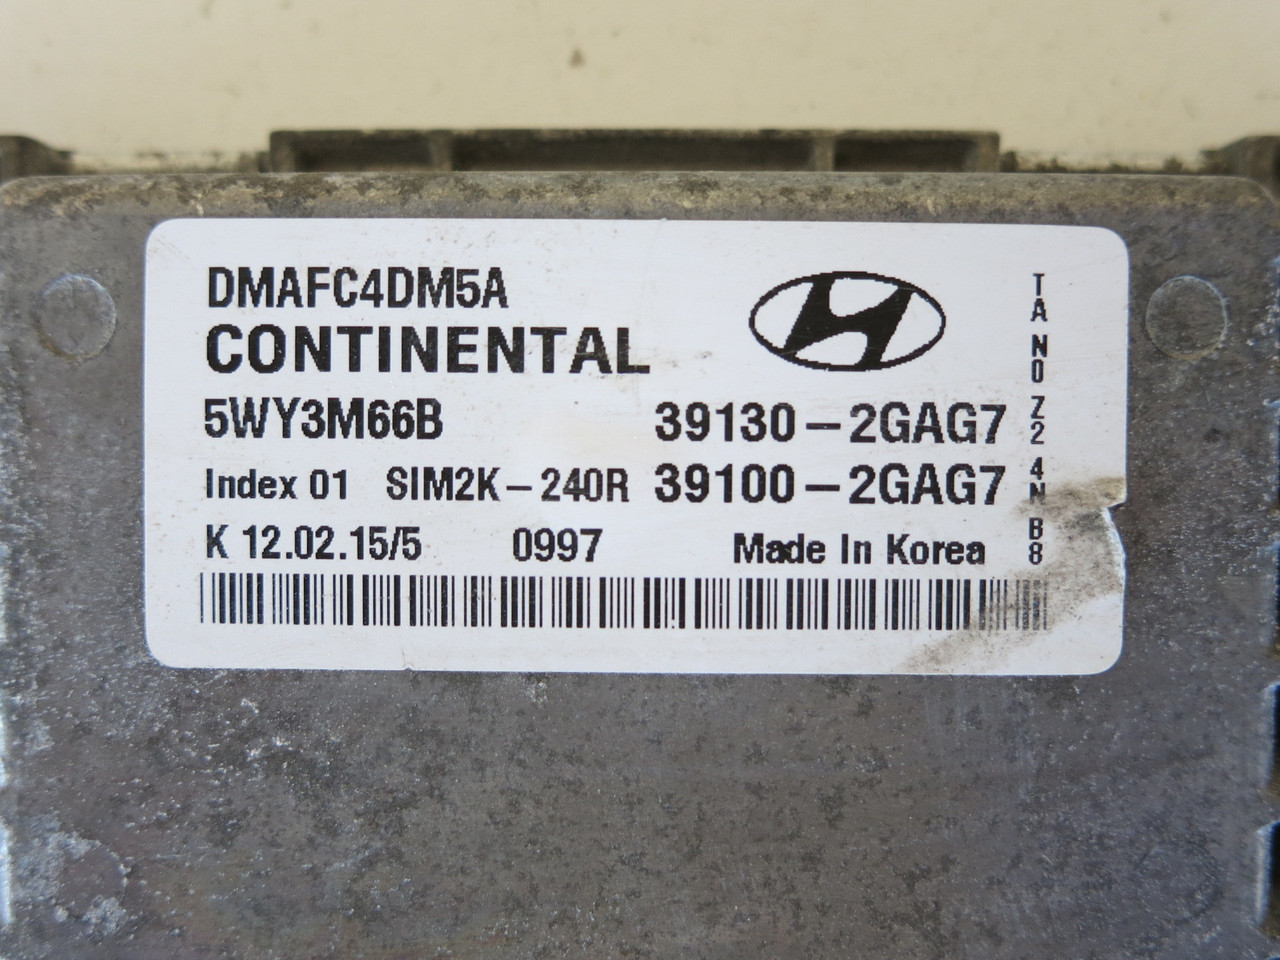 DMAFC4DM5A
CONTINENTAL
5WY3M66B 39130-2GAG7
Index 01 SIM2K-240R 39100-2GAG7
K 12.02.15/5 0997 Made In Korea
TA NO Z2 4N B8